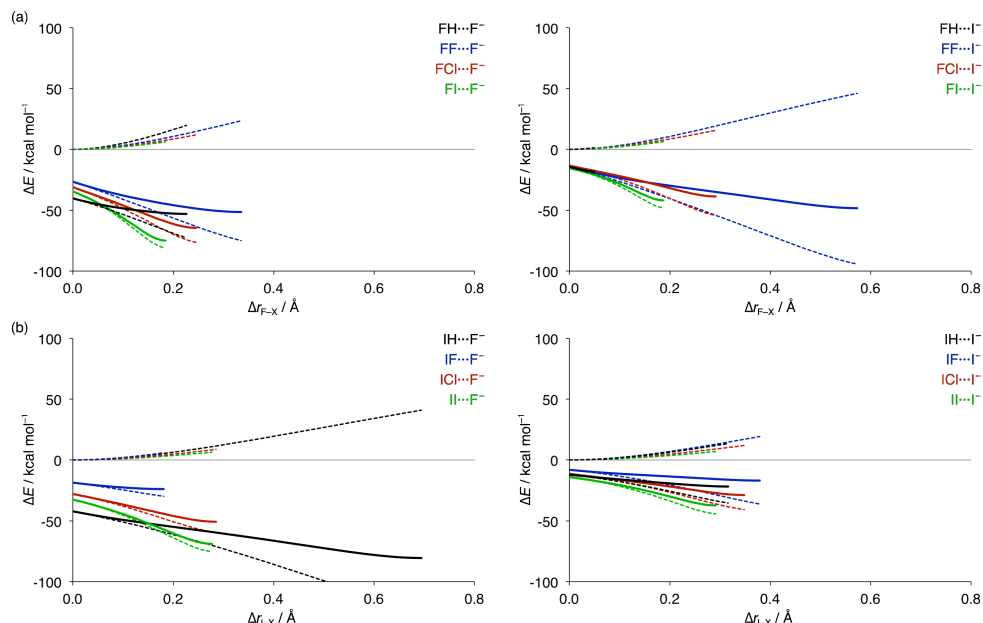 (a)
100
50
0
-50
-100
ΔE / kcal mol⁻¹
0.0 0.2 0.4 0.6 0.8
Δr_F–X / Å
FH···F⁻
FF···F⁻
FCl···F⁻
FI···F⁻
100
50
0
-50
-100
ΔE / kcal mol⁻¹
0.0 0.2 0.4 0.6 0.8
Δr_F–X / Å
FH···I⁻
FF···I⁻
FCl···I⁻
FI···I⁻
(b)
100
50
0
-50
-100
ΔE / kcal mol⁻¹
0.0 0.2 0.4 0.6 0.8
Δr_I–X / Å
IH···F⁻
IF···F⁻
ICl···F⁻
II···F⁻
100
50
0
-50
-100
ΔE / kcal mol⁻¹
0.0 0.2 0.4 0.6 0.8
Δr_I–X / Å
IH···I⁻
IF···I⁻
ICl···I⁻
II···I⁻